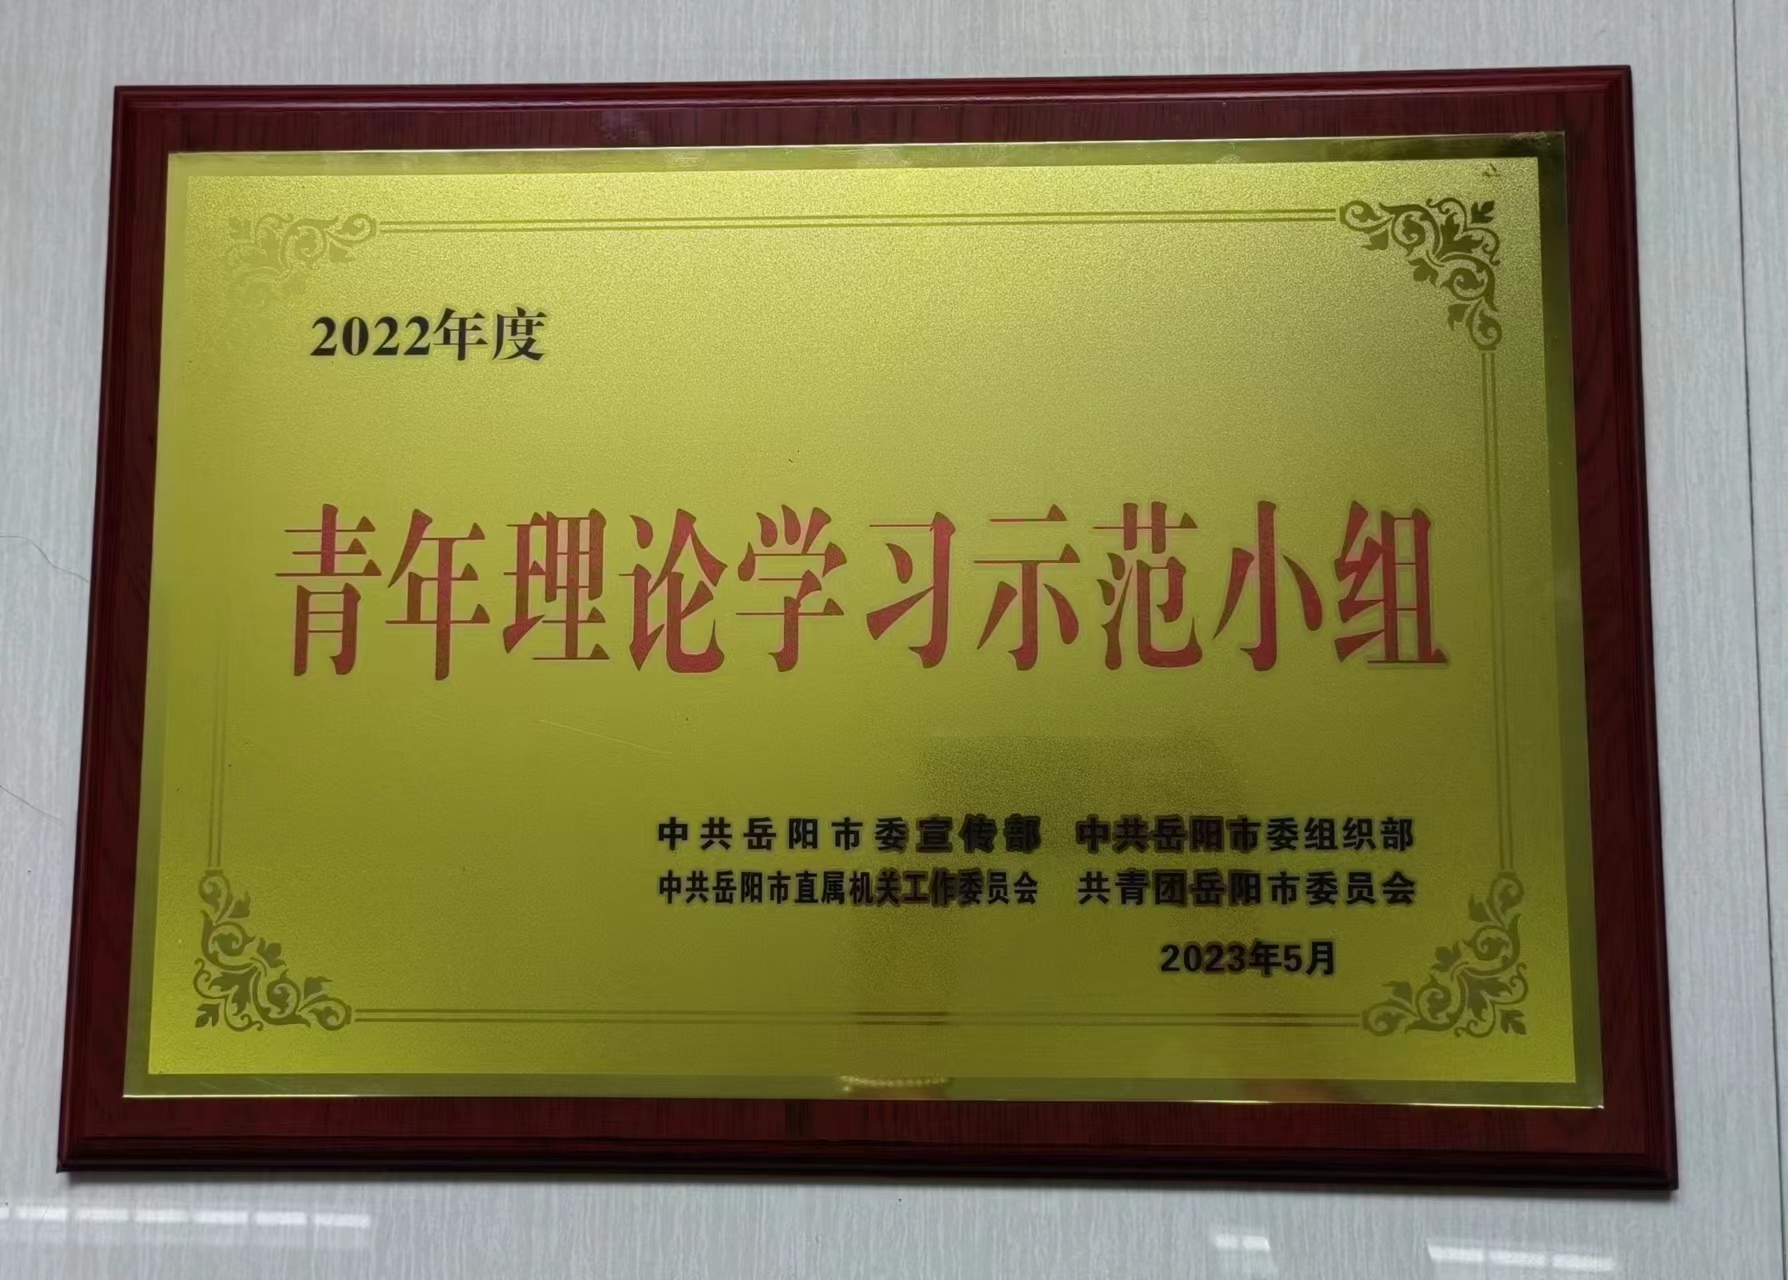 2022年度
青年理论学习示范小组
中共岳阳市委宣传部 中共岳阳市委组织部
中共岳阳市直属机关工作委员会 共青团岳阳市委员会
2023年5月